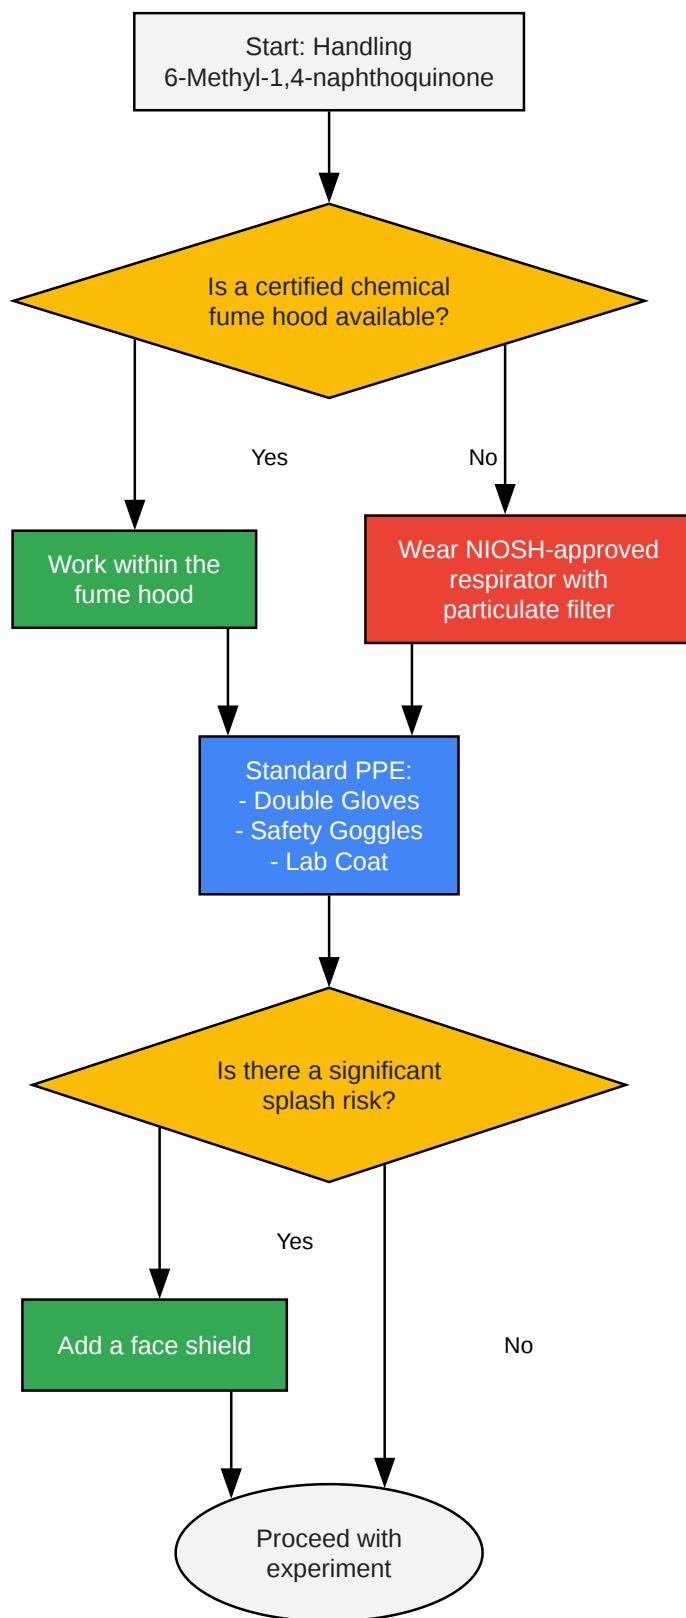 Start: Handling
6-Methyl-1,4-naphthoquinone
Is a certified chemical
fume hood available?
Yes
No
Work within the
fume hood
Wear NIOSH-approved
respirator with
particulate filter
Standard PPE:
- Double Gloves
- Safety Goggles
- Lab Coat
Is there a significant
splash risk?
Yes
Add a face shield
No
Proceed with
experiment